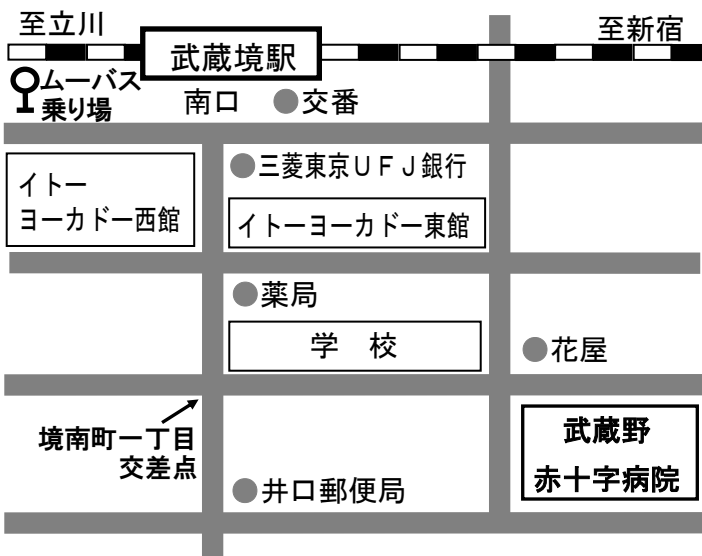 至立川
至新宿
武蔵境駅
ムーバス
乗り場
南口
交番
三菱東京ＵＦＪ銀行
イトー
ヨーカドー西館
イトーヨーカドー東館
薬局
学　校
花屋
境南町一丁目
交差点
武蔵野
赤十字病院
井口郵便局